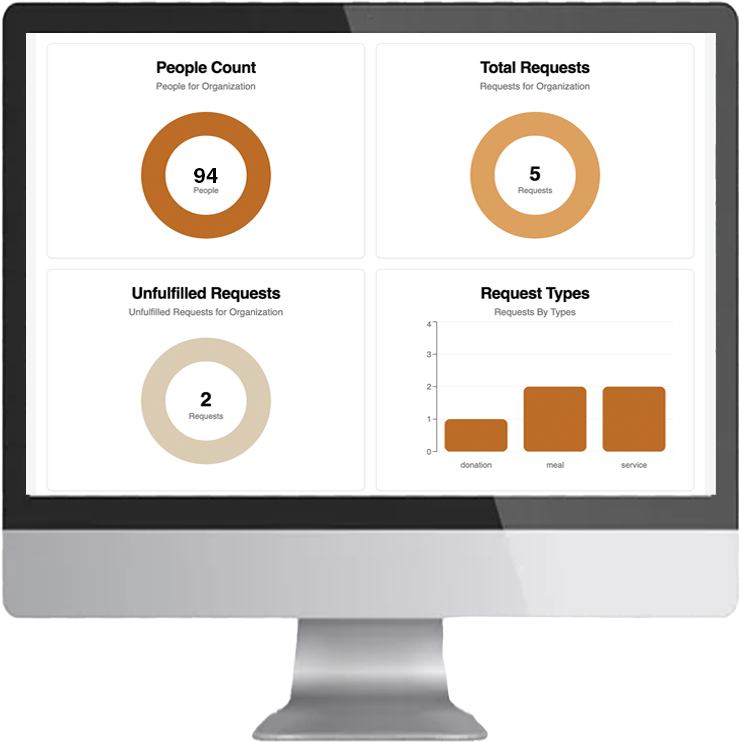 People Count
People for Organization
94
People
Total Requests
Requests for Organization
5
Requests
Unfulfilled Requests
Unfulfilled Requests for Organization
2
Requests
Request Types
Requests By Types
4
3
2
1
0
donation
meal
service